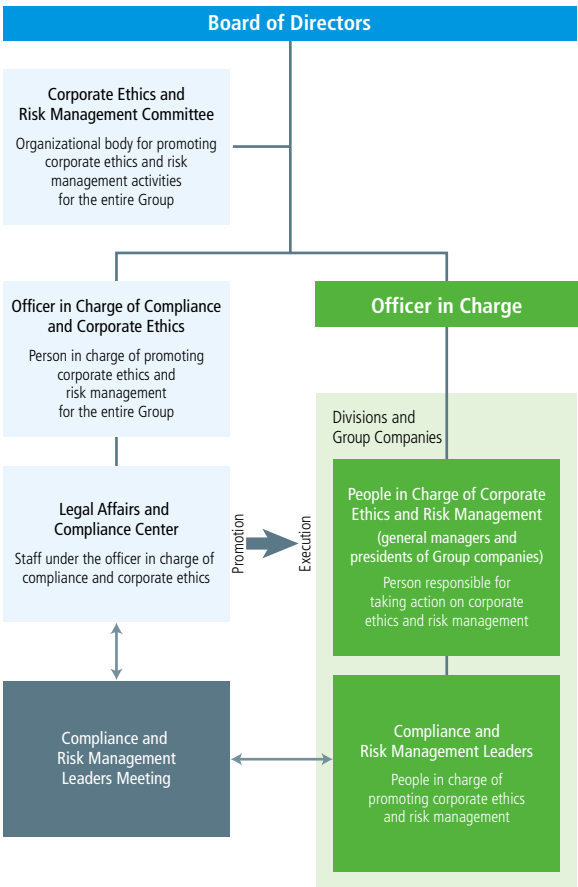 Board of Directors
Corporate Ethics and
Risk Management Committee
Organizational body for promoting
corporate ethics and risk
management activities
for the entire Group
Officer in Charge of Compliance
and Corporate Ethics
Person in charge of promoting
corporate ethics and
risk management
for the entire Group
Officer in Charge
Divisions and
Group Companies
Legal Affairs and
Compliance Center
Staff under the officer in charge of
compliance and corporate ethics
Promotion
Execution
People in Charge of Corporate
Ethics and Risk Management
(general managers and
presidents of Group companies)
Person responsible for
taking action on corporate
ethics and risk management
Compliance and
Risk Management
Leaders Meeting
Compliance and
Risk Management Leaders
People in charge of
promoting corporate ethics
and risk management